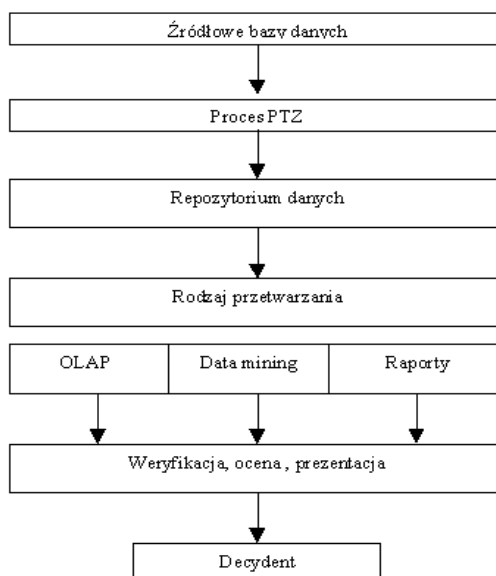 Źródłowe bazy danych
Proces PTZ
Repozytorium danych
Rodzaj przetwarzania
OLAP Data mining Raporty
Weryfikacja, ocena , prezentacja
Decydent